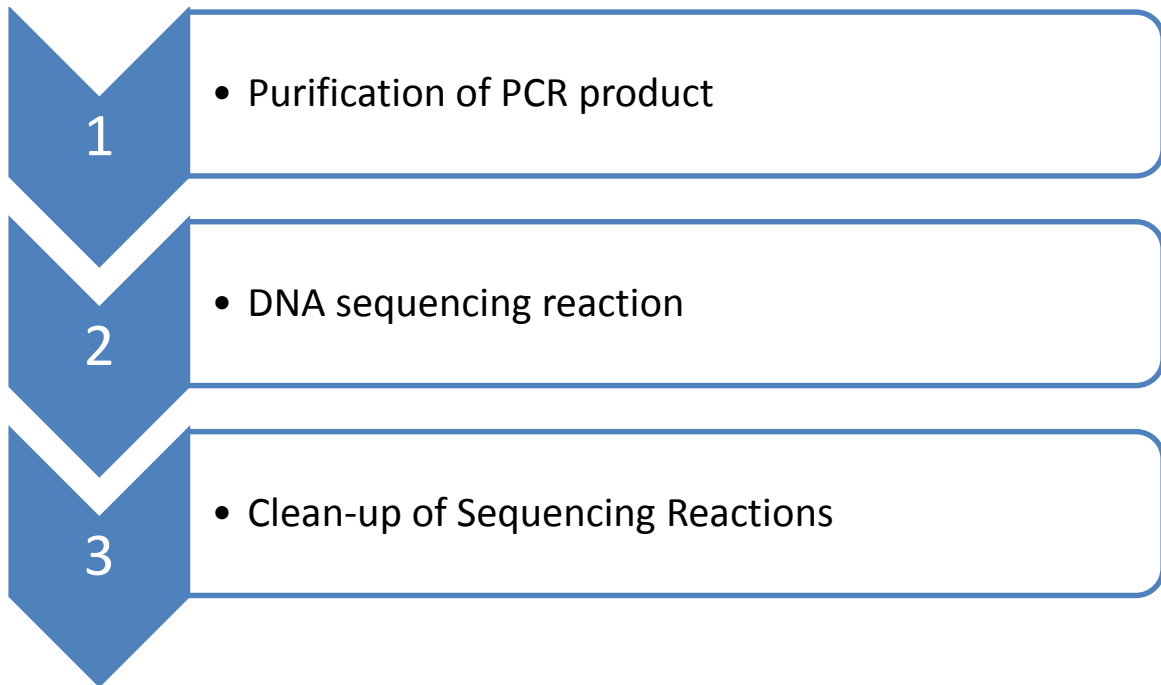 1
• Purification of PCR product
2
• DNA sequencing reaction
3
• Clean-up of Sequencing Reactions